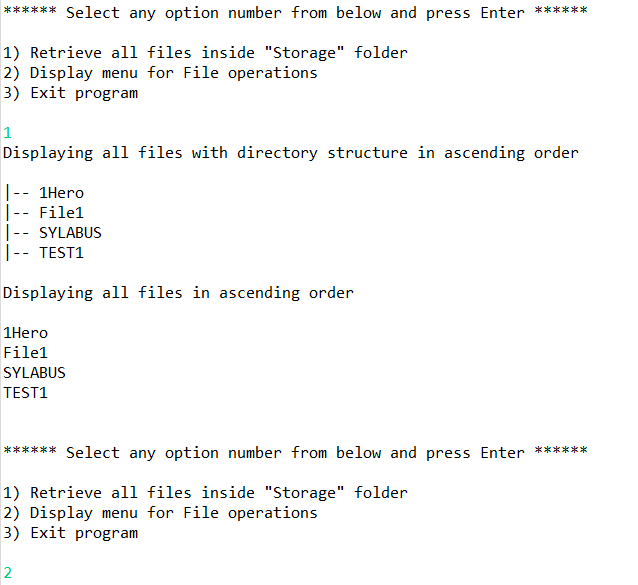 ****** Select any option number from below and press Enter ******
1) Retrieve all files inside "Storage" folder
2) Display menu for File operations
3) Exit program
1
Displaying all files with directory structure in ascending order
|-- 1Hero
|-- File1
|-- SYLABUS
|-- TEST1
Displaying all files in ascending order
1Hero
File1
SYLABUS
TEST1
****** Select any option number from below and press Enter ******
1) Retrieve all files inside "Storage" folder
2) Display menu for File operations
3) Exit program
2